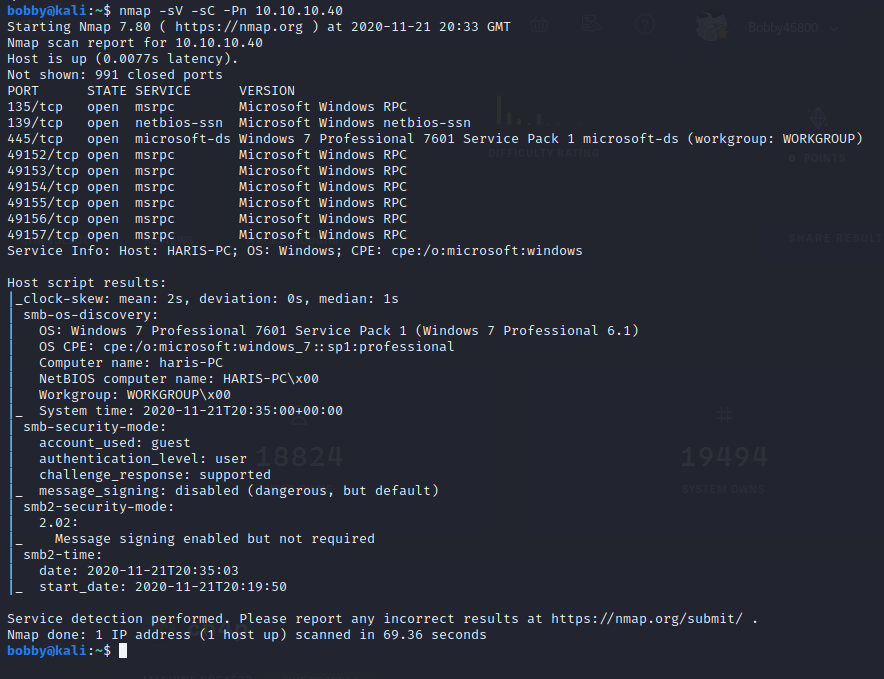 bobby@kali:~$ nmap -sV -sC -Pn 10.10.10.40
Starting Nmap 7.80 ( https://nmap.org ) at 2020-11-21 20:33 GMT
Nmap scan report for 10.10.10.40
Host is up (0.0077s latency).
Not shown: 991 closed ports
PORT      STATE SERVICE      VERSION
135/tcp   open  msrpc        Microsoft Windows RPC
139/tcp   open  netbios-ssn  Microsoft Windows netbios-ssn
445/tcp   open  microsoft-ds Windows 7 Professional 7601 Service Pack 1 microsoft-ds (workgroup: WORKGROUP)
49152/tcp open  msrpc        Microsoft Windows RPC
49153/tcp open  msrpc        Microsoft Windows RPC
49154/tcp open  msrpc        Microsoft Windows RPC
49155/tcp open  msrpc        Microsoft Windows RPC
49156/tcp open  msrpc        Microsoft Windows RPC
49157/tcp open  msrpc        Microsoft Windows RPC
Service Info: Host: HARIS-PC; OS: Windows; CPE: cpe:/o:microsoft:windows

Host script results:
|_clock-skew: mean: 2s, deviation: 0s, median: 1s
| smb-os-discovery:
|   OS: Windows 7 Professional 7601 Service Pack 1 (Windows 7 Professional 6.1)
|   OS CPE: cpe:/o:microsoft:windows_7::sp1:professional
|   Computer name: haris-PC
|   NetBIOS computer name: HARIS-PC\x00
|   Workgroup: WORKGROUP\x00
|_  System time: 2020-11-21T20:35:00+00:00
| smb-security-mode:
|   account_used: guest
|   authentication_level: user
|   challenge_response: supported
|_  message_signing: disabled (dangerous, but default)
| smb2-security-mode:
|   2.02:
|_    Message signing enabled but not required
| smb2-time:
|   date: 2020-11-21T20:35:03
|_  start_date: 2020-11-21T20:19:50

Service detection performed. Please report any incorrect results at https://nmap.org/submit/ .
Nmap done: 1 IP address (1 host up) scanned in 69.36 seconds
bobby@kali:~$
Bobby45800
DIFFICULTY RATING
0 POINTS
SHARE RESULT
18824
19494
SYSTEM OWNS